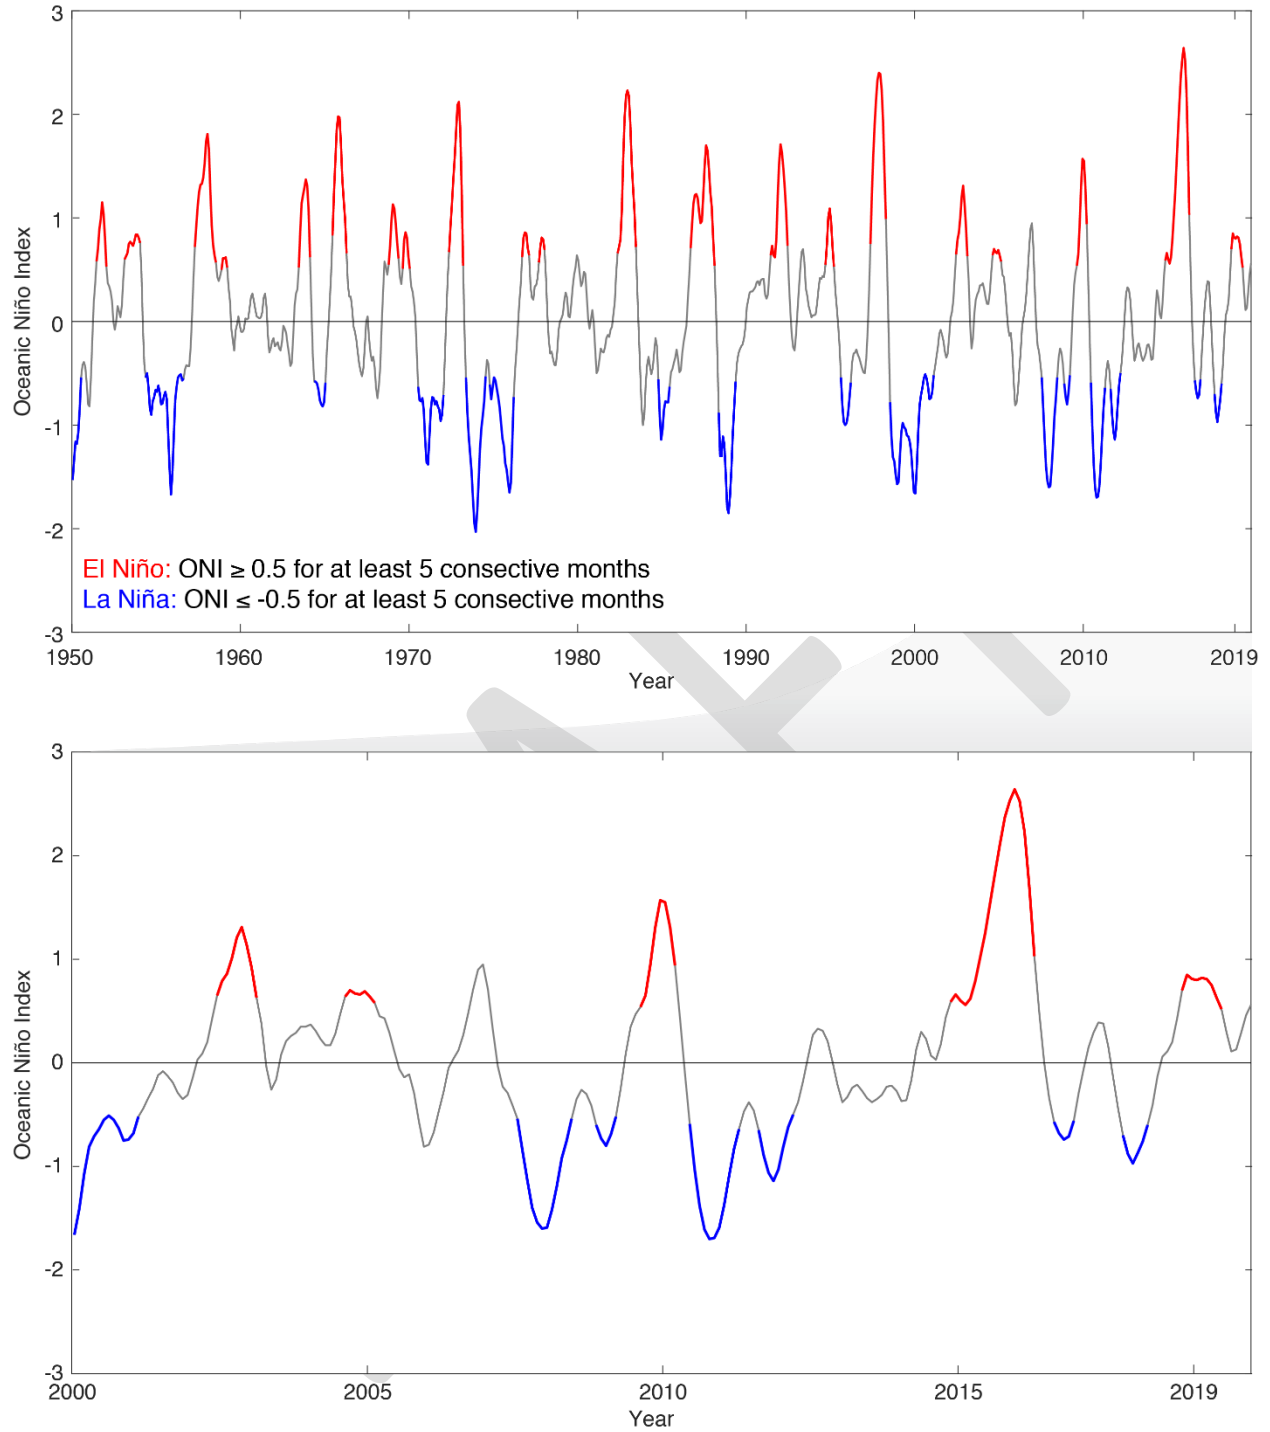 3
2
1
0
-1
-2
-3
Oceanic Niño Index
El Niño: ONI ≥ 0.5 for at least 5 consective months
La Niña: ONI ≤ -0.5 for at least 5 consective months
1950 1960 1970 1980 1990 2000 2010 2019
Year
3
2
1
0
-1
-2
-3
Oceanic Niño Index
2000 2005 2010 2015 2019
Year